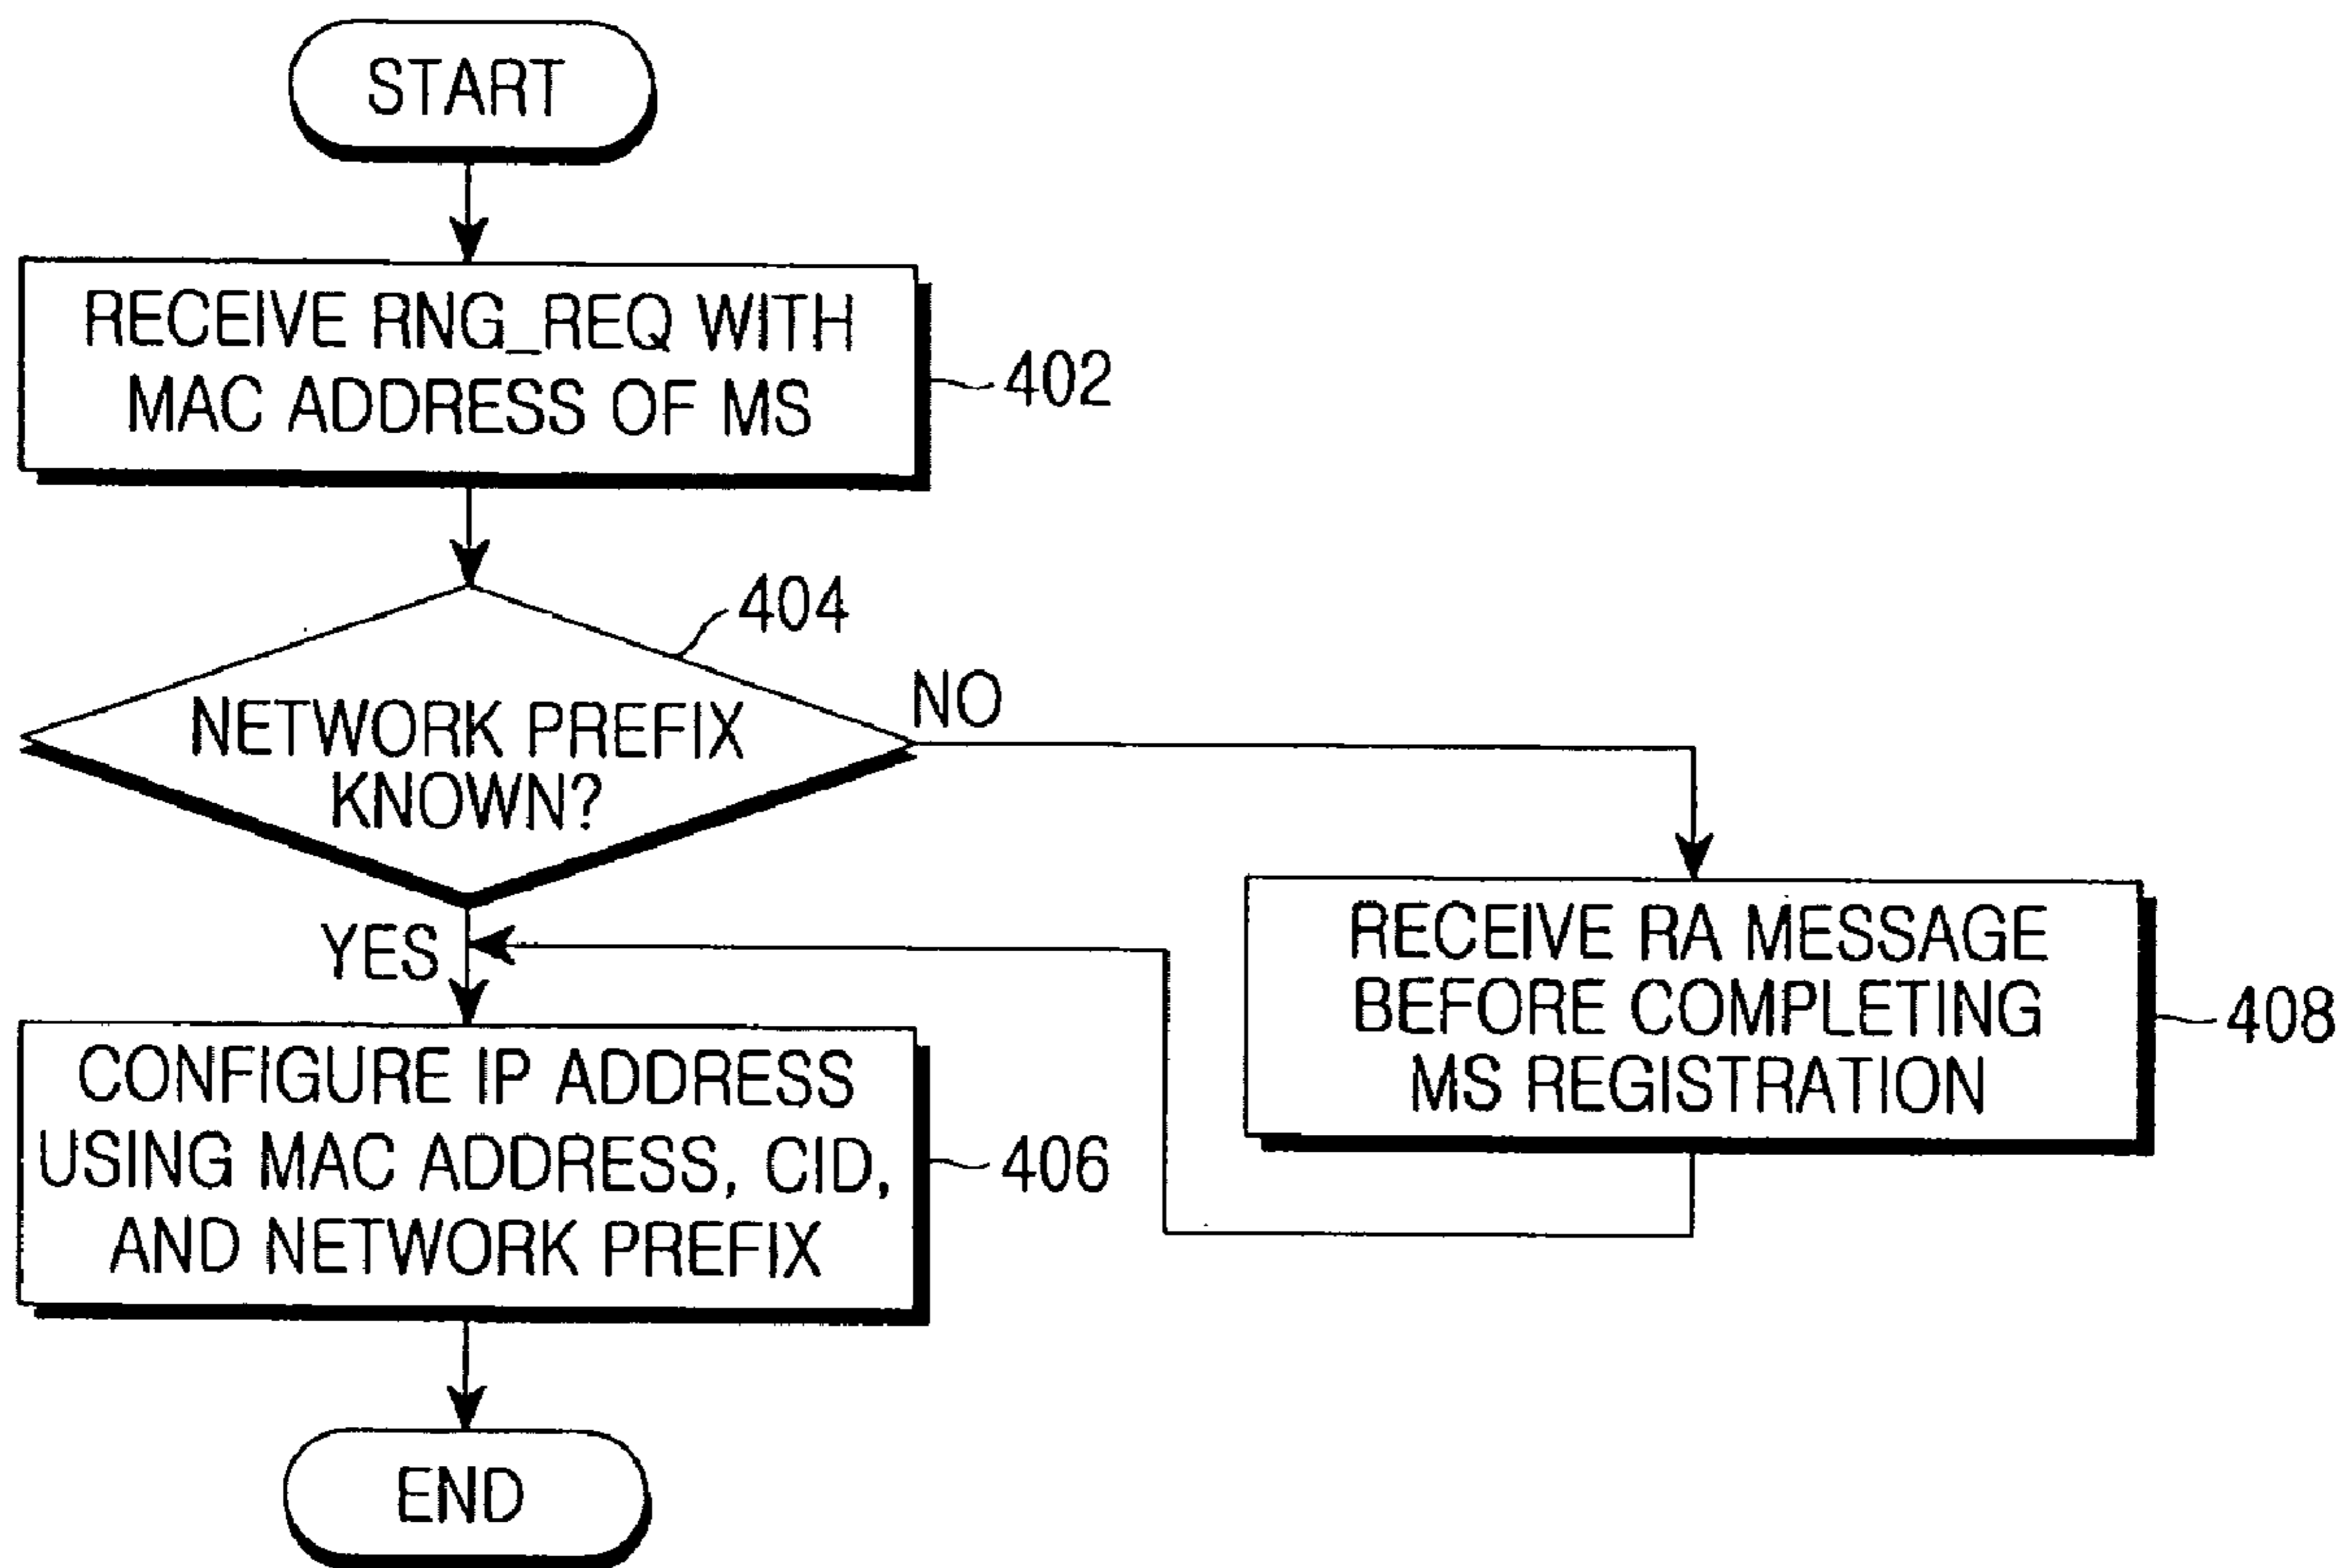 START
RECEIVE RNG_REQ WITH
MAC ADDRESS OF MS
402
404
NETWORK PREFIX
KNOWN?
NO
YES
RECEIVE RA MESSAGE
BEFORE COMPLETING
MS REGISTRATION
408
CONFIGURE IP ADDRESS
USING MAC ADDRESS, CID,
AND NETWORK PREFIX
406
END